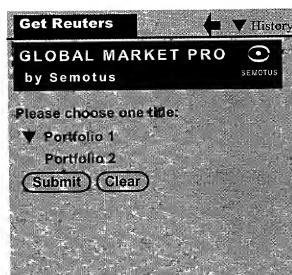 Get Reuters
History
GLOBAL MARKET PRO
by Semotus
SEMOTUS
Please choose one title:
Portfolio 1
Portfolio 2
Submit Clear